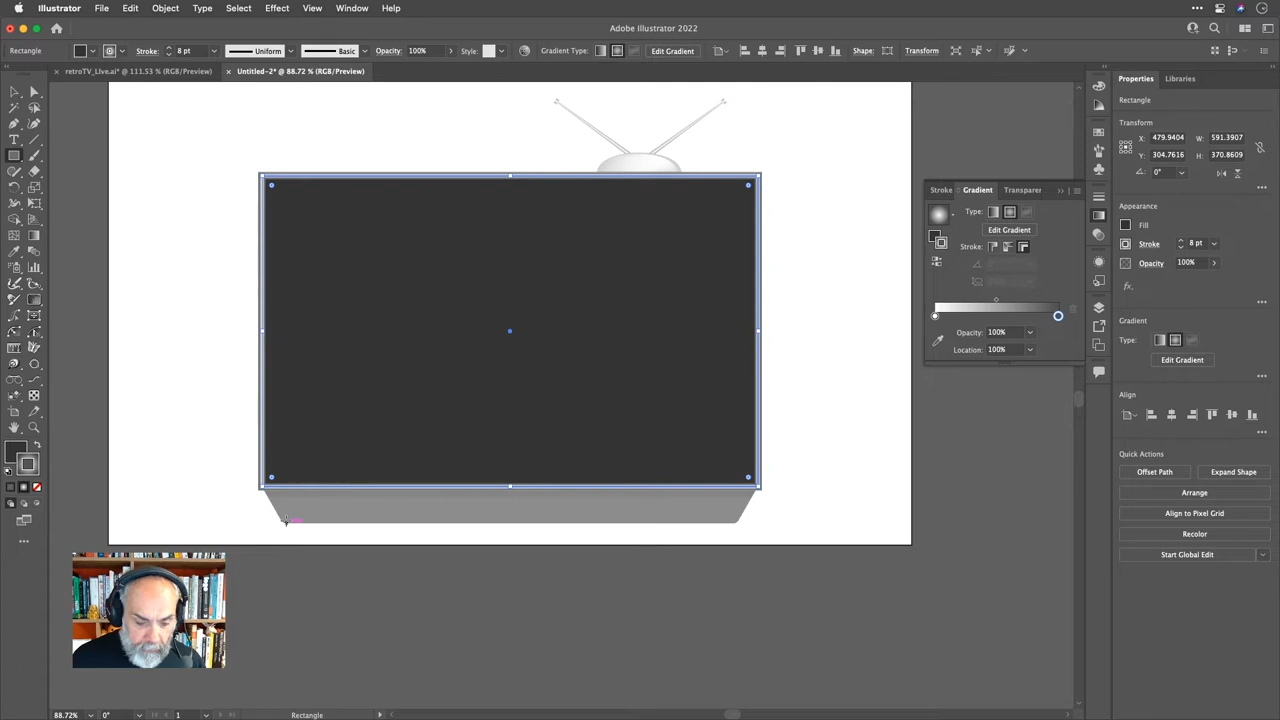 Illustrator File Edit Object Type Select Effect View Window Help
Adobe Illustrator 2022
Rectangle Stroke: 8 pt Uniform Basic Opacity: 100% Style: Gradient Type: Edit Gradient Shape: Transform
× retroTV_LIve.ai* @ 111.53 % (RGB/Preview) × Untitled-2* @ 88.72 % (RGB/Preview)
Properties Libraries
Rectangle
Transform
X: 479.9404 W: 591.3907
Y: 304.7616 H: 370.8609
0°
Stroke Gradient Transparer
Type:
Edit Gradient
Stroke:
Opacity: 100%
Location: 100%
Appearance
Fill
Stroke 8 pt
Opacity 100%
fx.
Gradient
Type:
Edit Gradient
Align
Quick Actions
Offset Path Expand Shape
Arrange
Align to Pixel Grid
Recolor
Start Global Edit
88.72% 0° 1 Rectangle